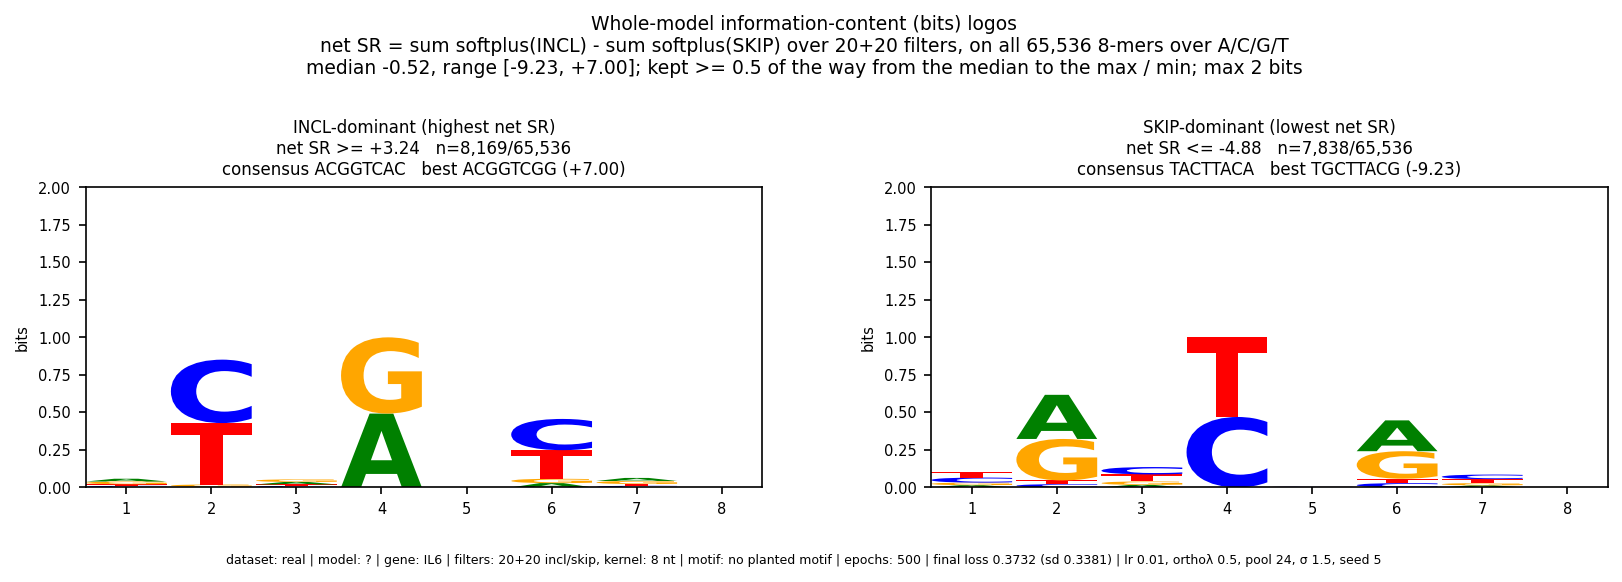 Whole-model information-content (bits) logos
net SR = sum softplus(INCL) - sum softplus(SKIP) over 20+20 filters, on all 65,536 8-mers over A/C/G/T
median -0.52, range [-9.23, +7.00]; kept >= 0.5 of the way from the median to the max / min; max 2 bits
INCL-dominant (highest net SR)
net SR >= +3.24   n=8,169/65,536
consensus ACGGTCAC   best ACGGTCGG (+7.00)
2.00
1.75
1.50
1.25
1.00
0.75
0.50
0.25
0.00
bits
C
T
G
A
C
T
1 2 3 4 5 6 7 8
SKIP-dominant (lowest net SR)
net SR <= -4.88   n=7,838/65,536
consensus TACTTACA   best TGCTTACG (-9.23)
2.00
1.75
1.50
1.25
1.00
0.75
0.50
0.25
0.00
bits
A
G
T
C
A
G
1 2 3 4 5 6 7 8
dataset: real | model: ? | gene: IL6 | filters: 20+20 incl/skip, kernel: 8 nt | motif: no planted motif | epochs: 500 | final loss 0.3732 (sd 0.3381) | lr 0.01, orthoλ 0.5, pool 24, σ 1.5, seed 5